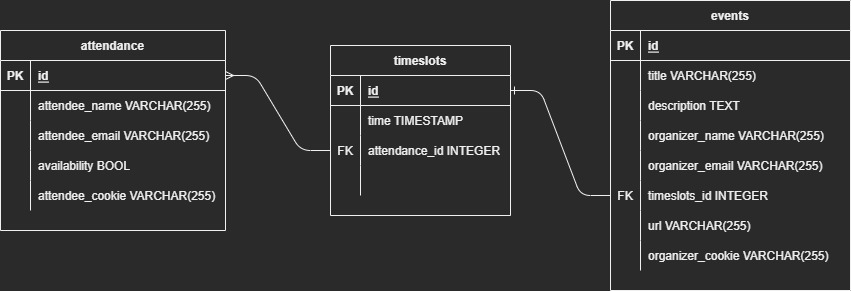 attendance
PK id
attendee_name VARCHAR(255)
attendee_email VARCHAR(255)
availability BOOL
attendee_cookie VARCHAR(255)
timeslots
PK id
time TIMESTAMP
FK attendance_id INTEGER
events
PK id
title VARCHAR(255)
description TEXT
organizer_name VARCHAR(255)
organizer_email VARCHAR(255)
FK timeslots_id INTEGER
url VARCHAR(255)
organizer_cookie VARCHAR(255)